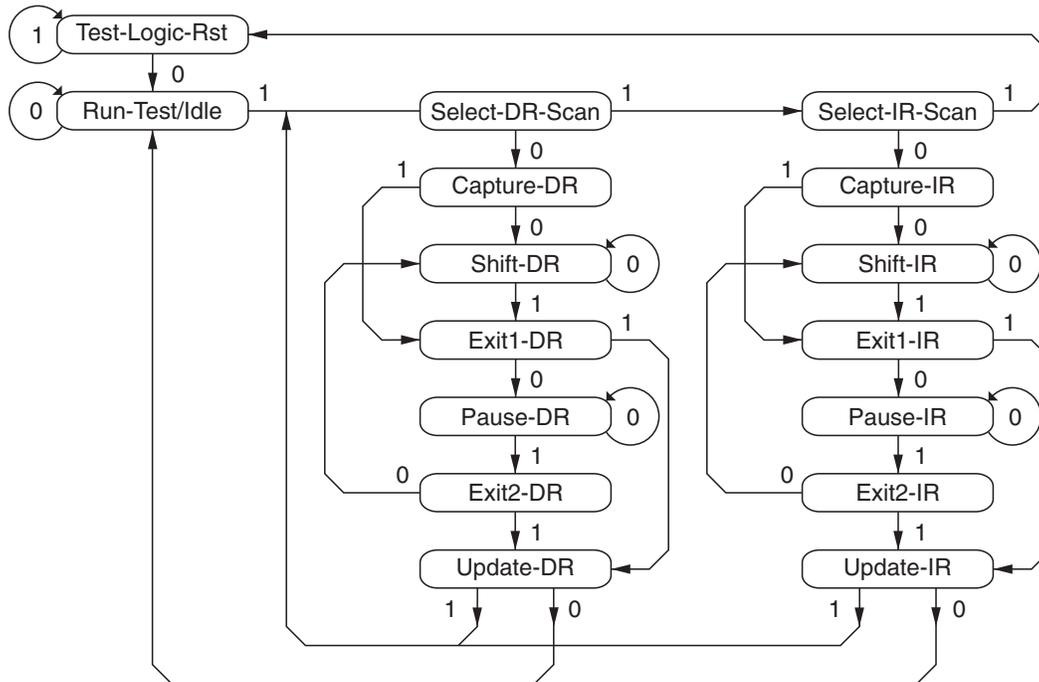 1 Test-Logic-Rst
0
0 Run-Test/Idle 1 Select-DR-Scan 1 Select-IR-Scan 1
0 0
1 Capture-DR 1 Capture-IR
0 0
Shift-DR 0 Shift-IR 0
1 1
Exit1-DR 1 Exit1-IR 1
0 0
Pause-DR 0 Pause-IR 0
1 1
0 Exit2-DR 0 Exit2-IR
1 1
Update-DR Update-IR
1 0 1 0